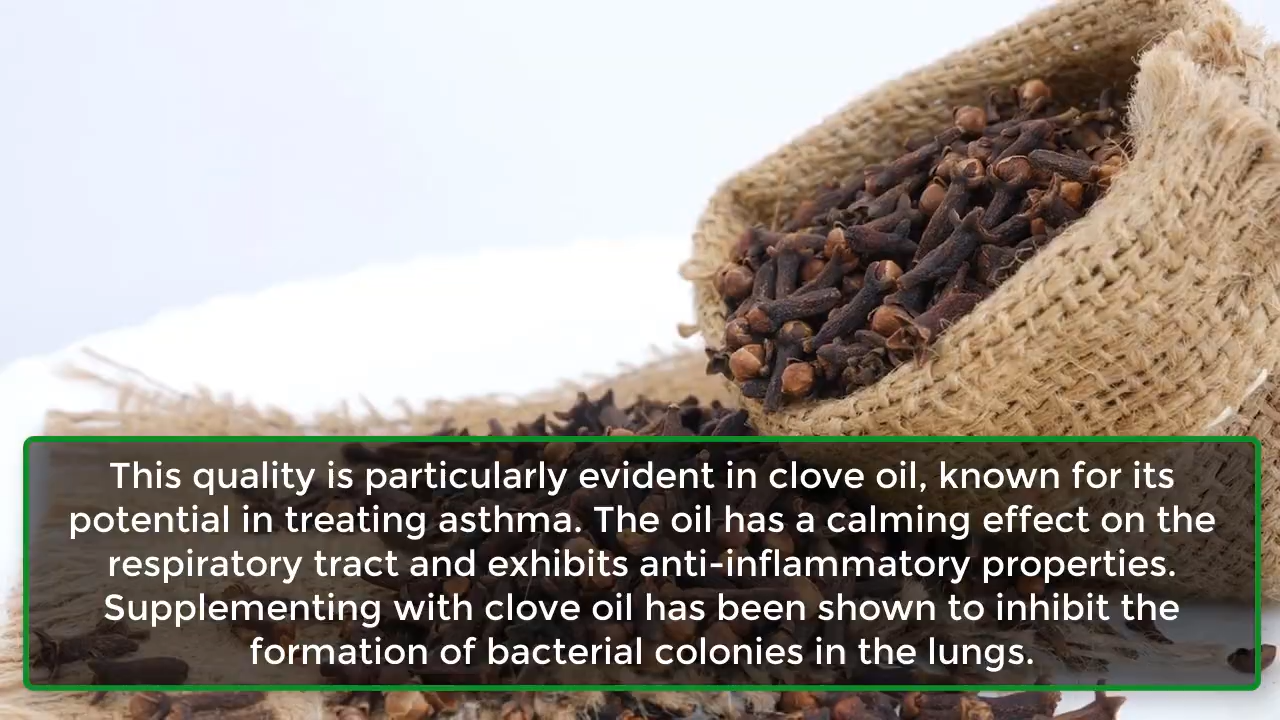 This quality is particularly evident in clove oil, known for its
potential in treating asthma. The oil has a calming effect on the
respiratory tract and exhibits anti-inflammatory properties.
Supplementing with clove oil has been shown to inhibit the
formation of bacterial colonies in the lungs.